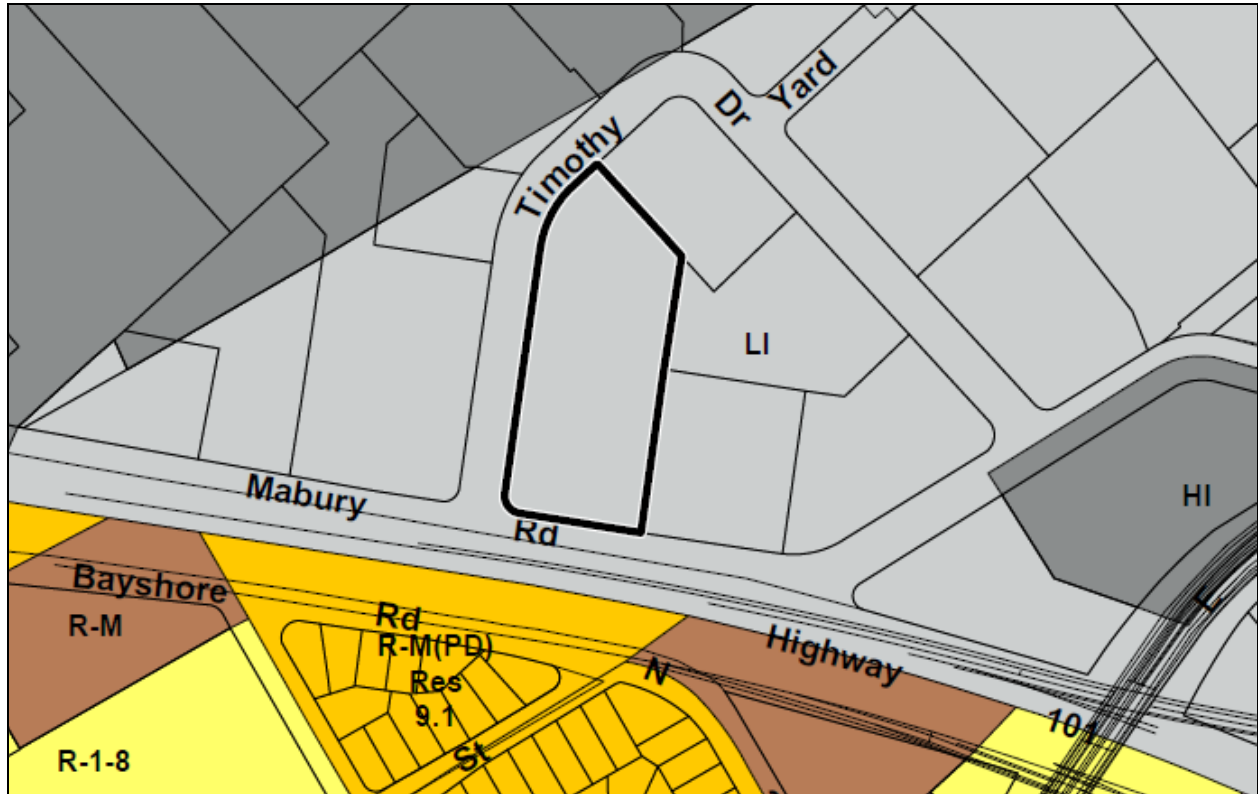 Timothy
Dr
Yard
LI
HI
Mabury
Rd
E
Bayshore
Rd
R-M
R-M(PD)
Res
9.1
N
Highway
101
St
R-1-8